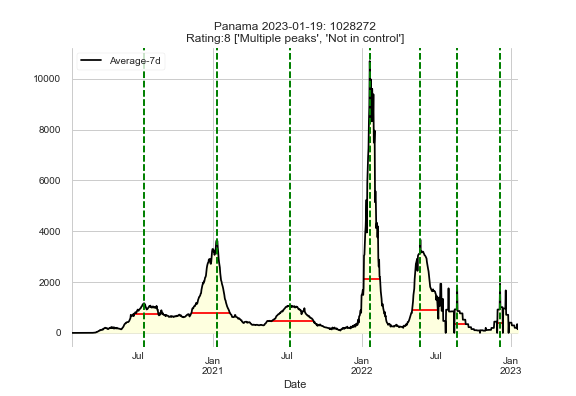 Panama 2023-01-19: 1028272
Rating:8 ['Multiple peaks', 'Not in control']
Average-7d
10000
8000
6000
4000
2000
0
Jul
Jan
2021
Jul
Jan
2022
Jul
Jan
2023
Date